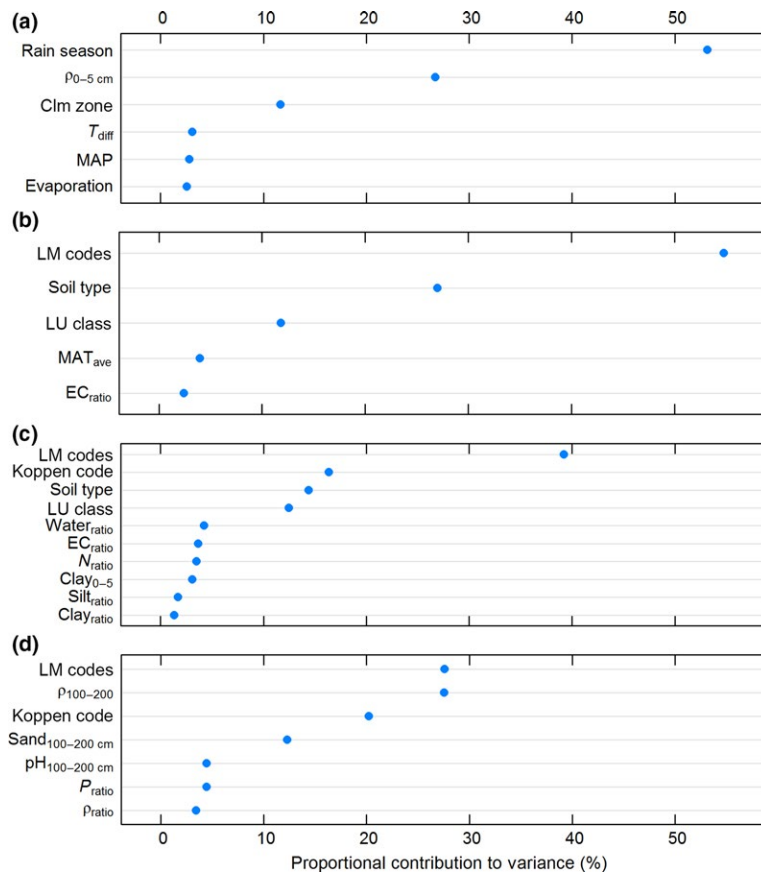 0 10 20 30 40 50
(a)
Rain season
ρ0–5 cm
Clm zone
Tdiff
MAP
Evaporation
(b)
LM codes
Soil type
LU class
MATave
ECratio
(c)
LM codes
Koppen code
Soil type
LU class
Waterratio
ECratio
Nratio
Clay0–5
Siltratio
Clayratio
(d)
LM codes
ρ100–200
Koppen code
Sand100–200 cm
pH100–200 cm
Pratio
ρratio
0 10 20 30 40 50
Proportional contribution to variance (%)